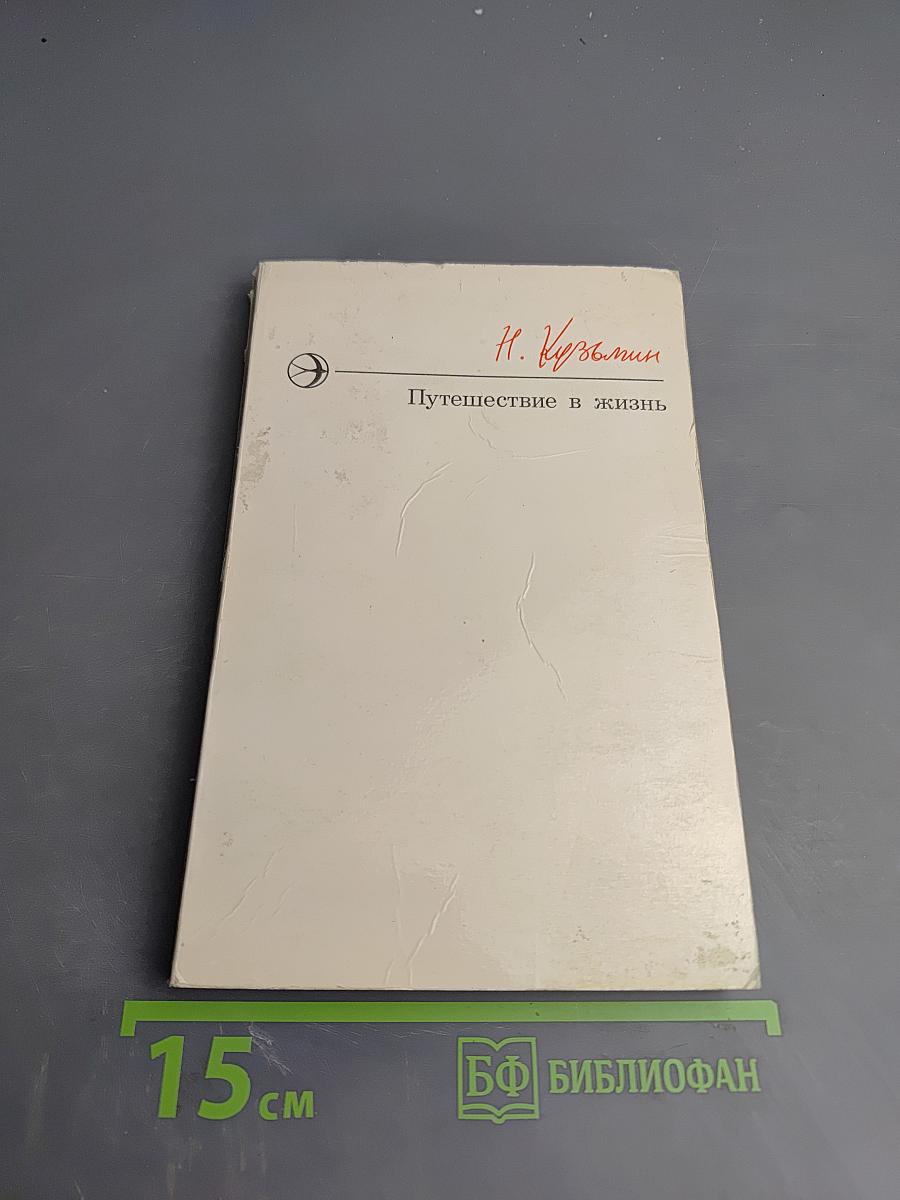 Н. Кузьмин
Путешествие в жизнь
15 см
БФ БИБЛИОФАН